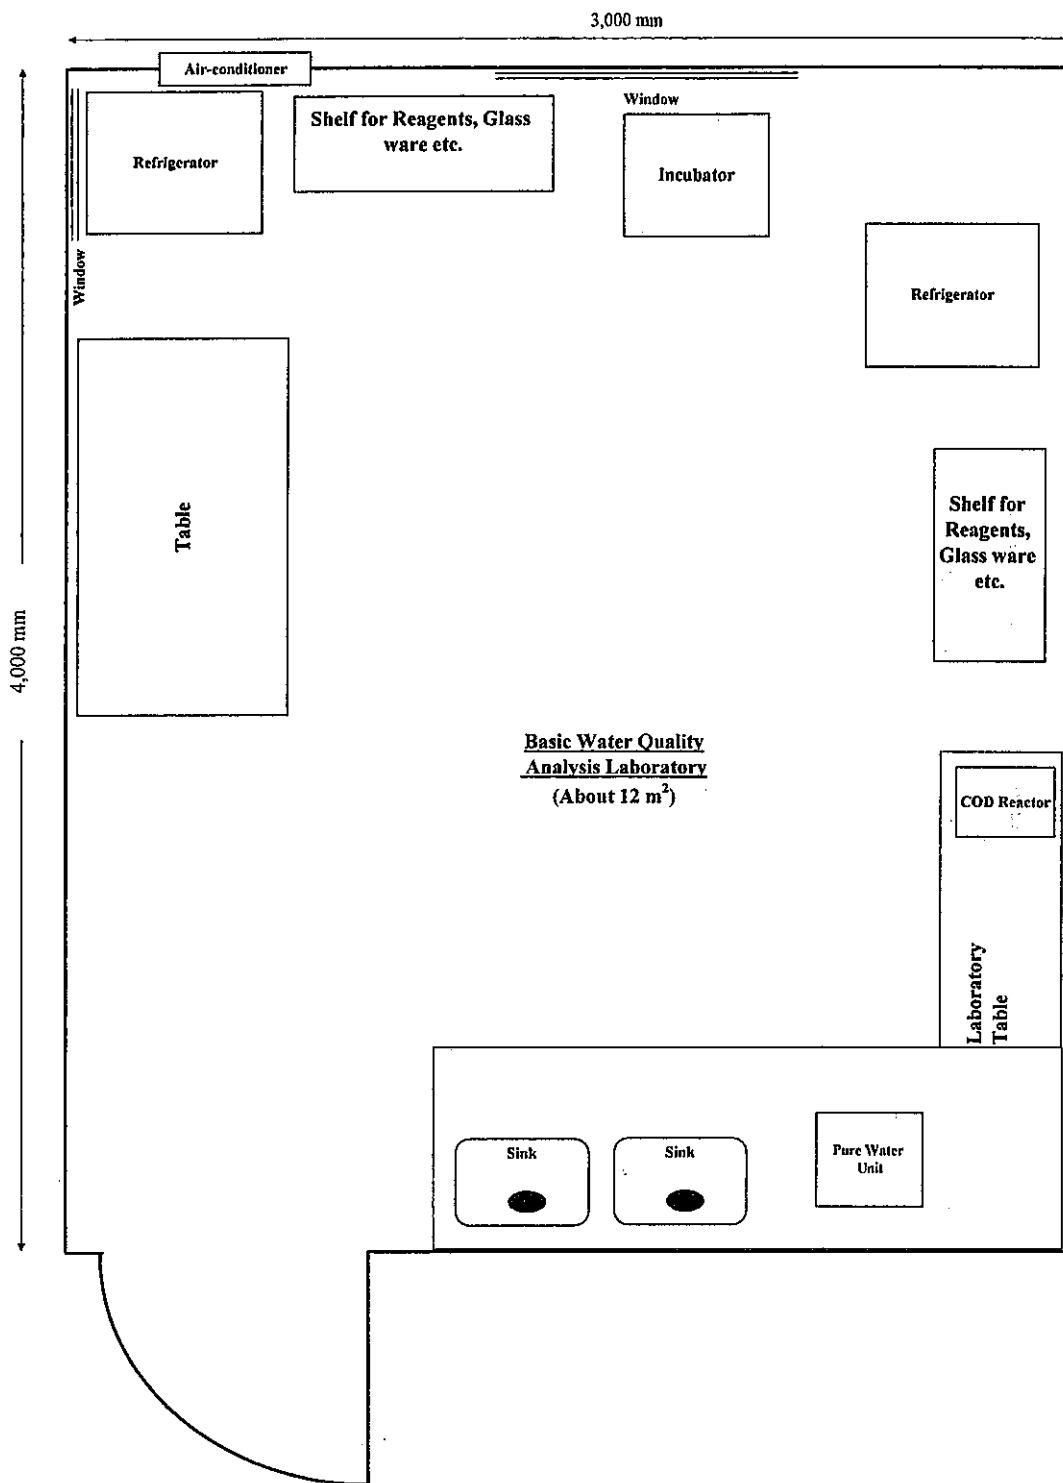 3,000 mm
Air-conditioner
Window
Shelf for Reagents, Glass
ware etc.
Refrigerator
Incubator
Window
Refrigerator
Table
Shelf for
Reagents,
Glass ware
etc.
4,000 mm
Basic Water Quality
Analysis Laboratory
(About 12 m²)
COD Reactor
Laboratory
Table
Sink
Sink
Pure Water
Unit